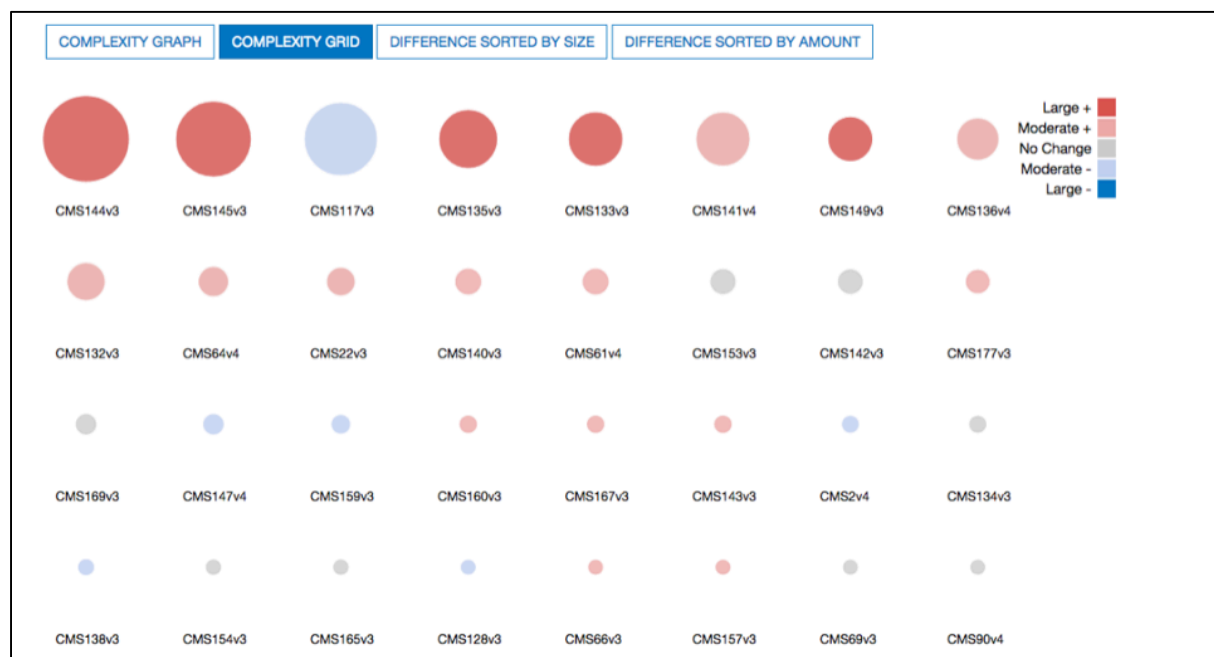 COMPLEXITY GRAPH COMPLEXITY GRID DIFFERENCE SORTED BY SIZE DIFFERENCE SORTED BY AMOUNT
Large +
Moderate +
No Change
Moderate -
Large -
CMS144v3 CMS145v3 CMS117v3 CMS135v3 CMS133v3 CMS141v4 CMS149v3 CMS136v4
CMS132v3 CMS64v4 CMS22v3 CMS140v3 CMS61v4 CMS153v3 CMS142v3 CMS177v3
CMS169v3 CMS147v4 CMS159v3 CMS160v3 CMS167v3 CMS143v3 CMS2v4 CMS134v3
CMS138v3 CMS154v3 CMS165v3 CMS128v3 CMS66v3 CMS157v3 CMS69v3 CMS90v4